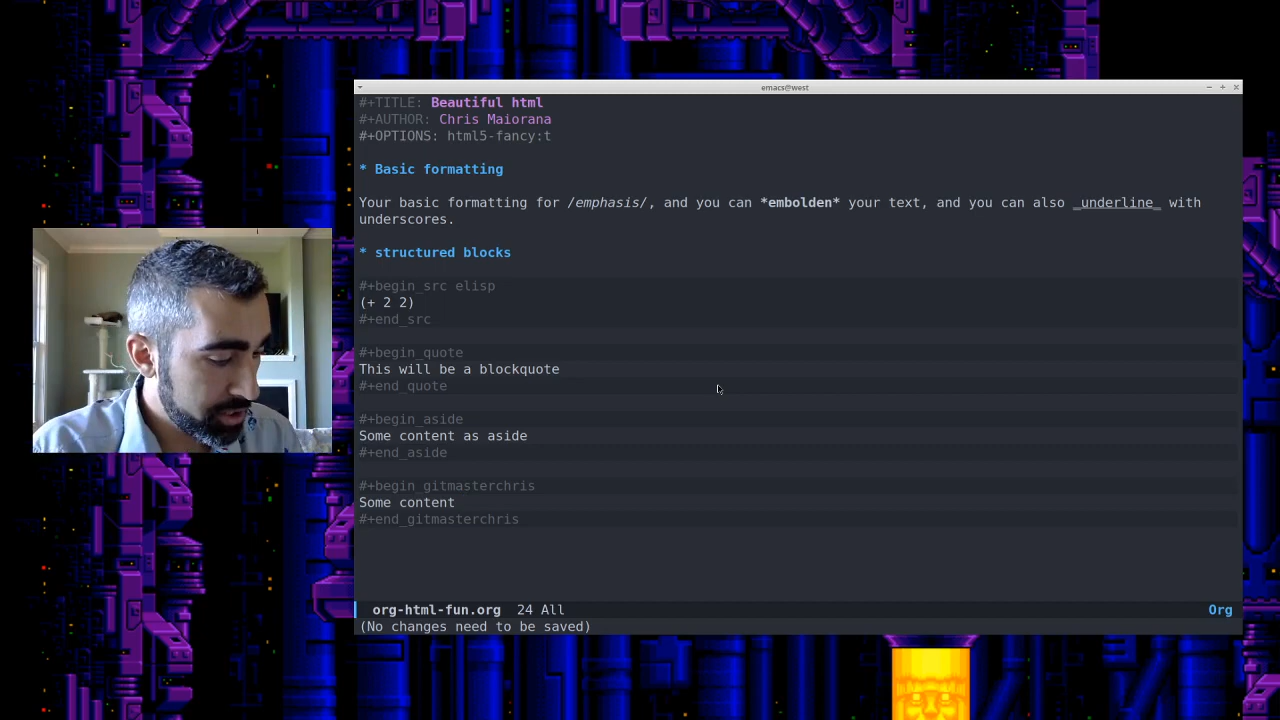 emacs@west
#+TITLE: Beautiful html
#+AUTHOR: Chris Maiorana
#+OPTIONS: html5-fancy:t
* Basic formatting
Your basic formatting for /emphasis/, and you can *embolden* your text, and you can also _underline_ with
underscores.
* structured blocks
#+begin_src elisp
(+ 2 2)
#+end_src
#+begin_quote
This will be a blockquote
#+end_quote
#+begin_aside
Some content as aside
#+end_aside
#+begin_gitmasterchris
Some content
#+end_gitmasterchris
org-html-fun.org 24 All Org
(No changes need to be saved)